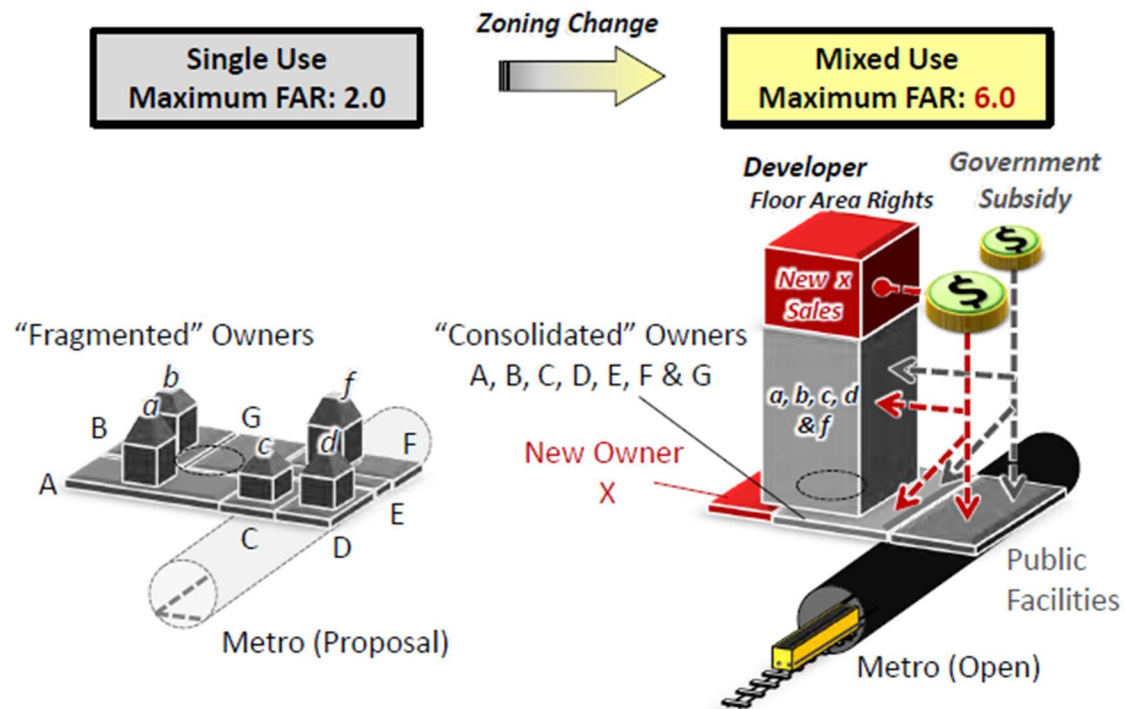 Zoning Change
Single Use
Maximum FAR: 2.0
Mixed Use
Maximum FAR: 6.0
Developer
Floor Area Rights
Government
Subsidy
$
$
New x
Sales
"Fragmented" Owners
"Consolidated" Owners
A, B, C, D, E, F & G
b
a
f
B
G
c
d
F
A
a, b, c, d
& f
New Owner
X
E
C
D
Public
Facilities
Metro (Proposal)
Metro (Open)